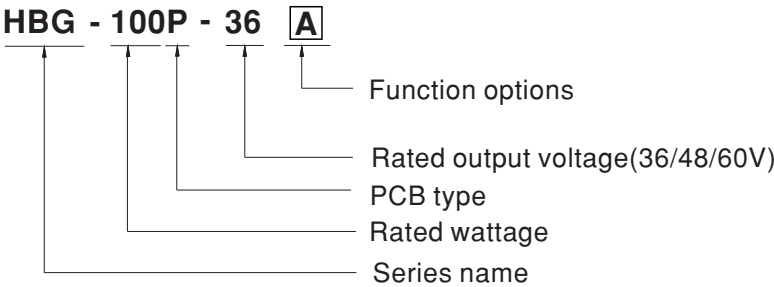 HBG - 100P - 36 A
Function options
Rated output voltage(36/48/60V)
PCB type
Rated wattage
Series name